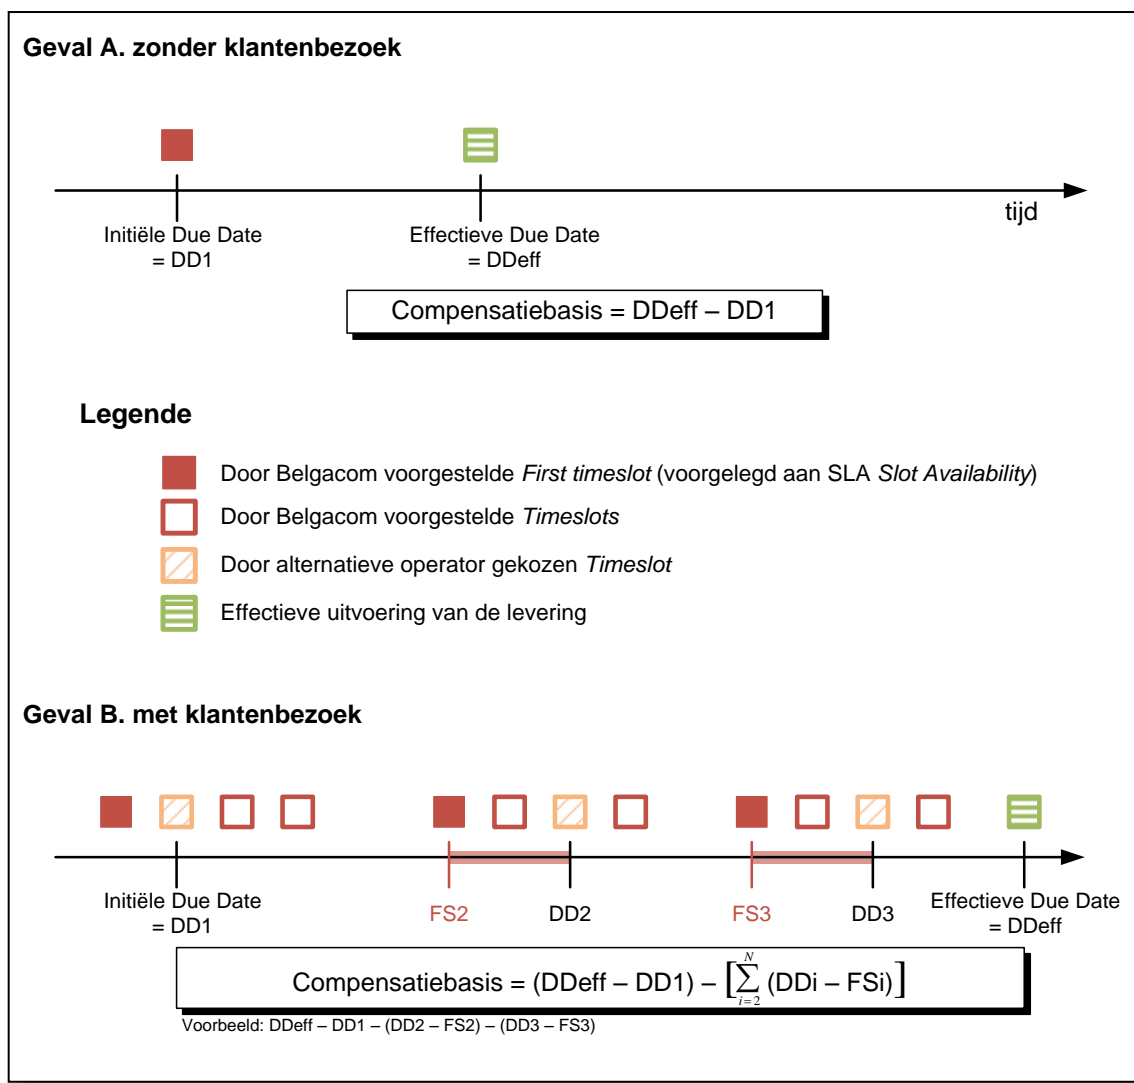 Geval A. zonder klantenbezoek
tijd
Initiële Due Date
= DD1
Effectieve Due Date
= DDeff
Compensatiebasis = DDeff – DD1
Legende
Door Belgacom voorgestelde First timeslot (voorgelegd aan SLA Slot Availability)
Door Belgacom voorgestelde Timeslots
Door alternatieve operator gekozen Timeslot
Effectieve uitvoering van de levering
Geval B. met klantenbezoek
Initiële Due Date
= DD1
FS2
DD2
FS3
DD3
Effectieve Due Date
= DDeff
Compensatiebasis = (DDeff – DD1) – [∑_{i=2}^{N} (DDi – FSi)]
Voorbeeld: DDeff – DD1 – (DD2 – FS2) – (DD3 – FS3)